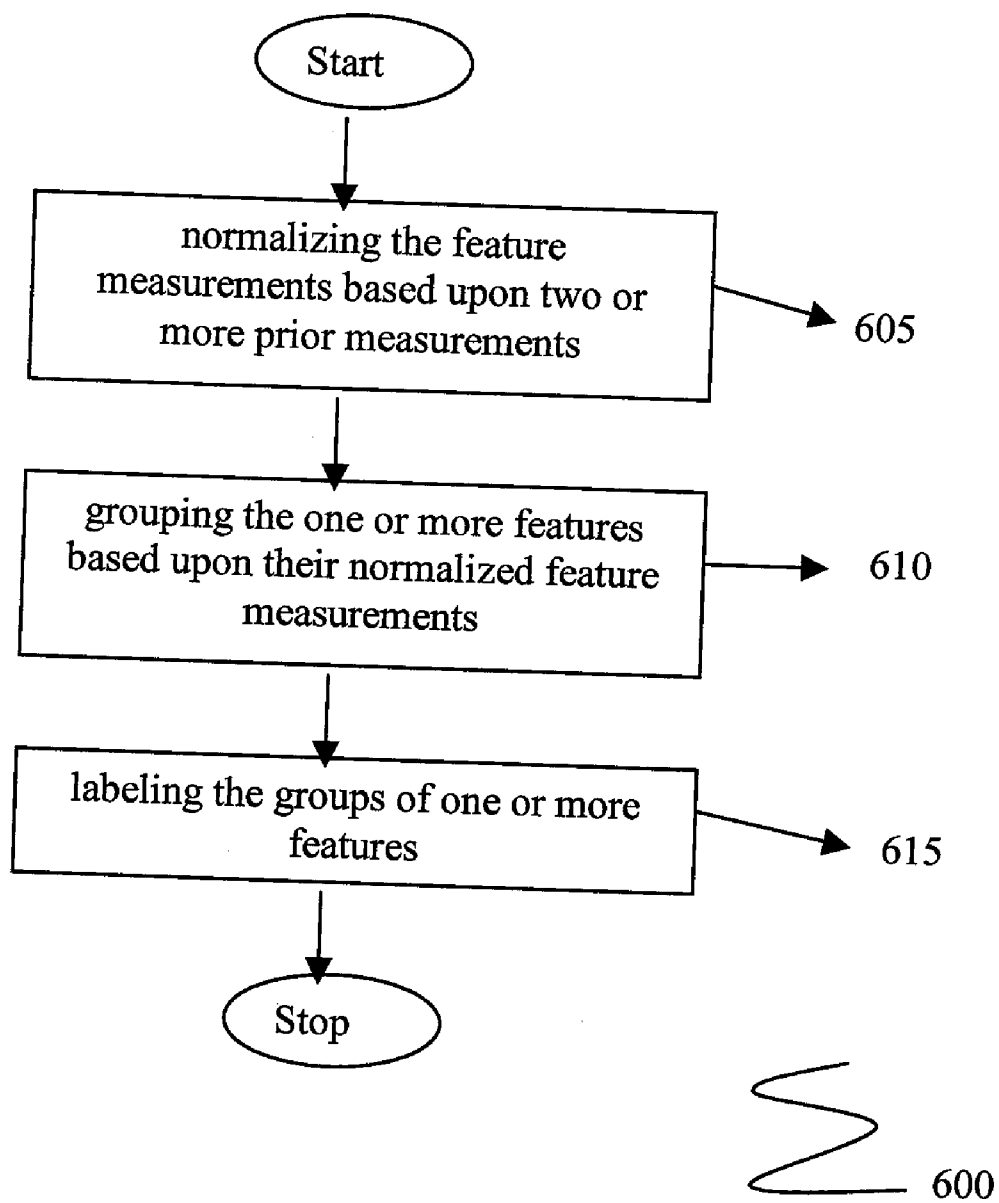 Start
normalizing the feature
measurements based upon two or
more prior measurements
605
grouping the one or more features
based upon their normalized feature
measurements
610
labeling the groups of one or more
features
615
Stop
600